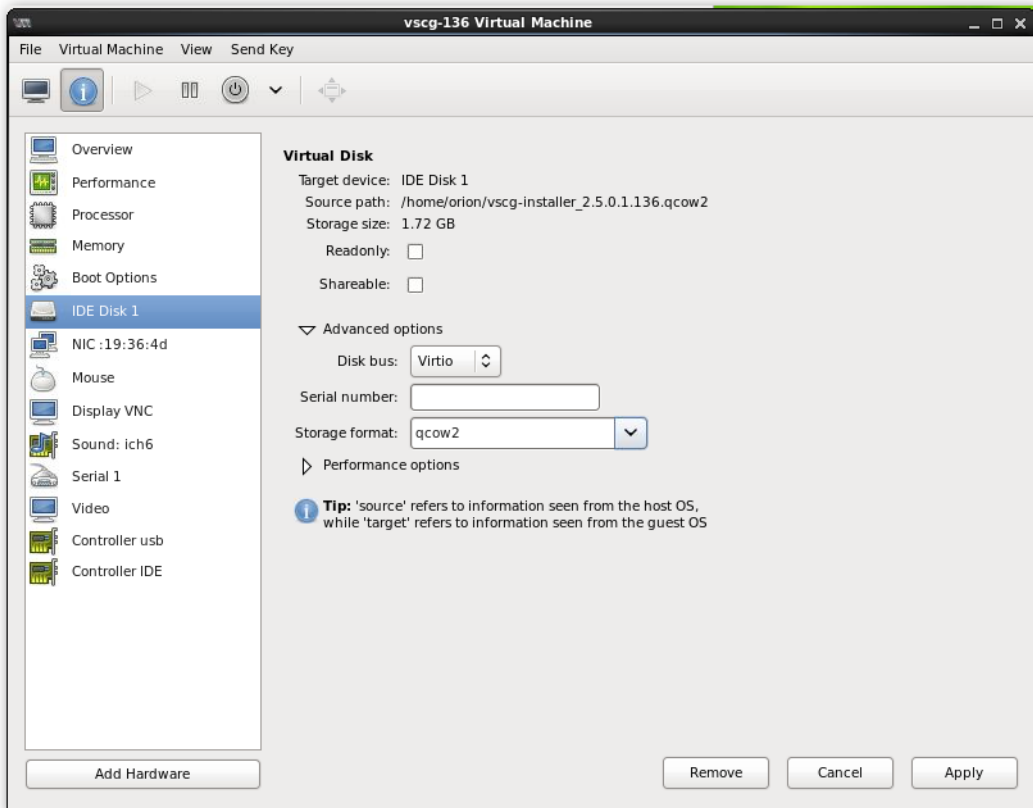 vscg-136 Virtual Machine
File Virtual Machine View Send Key
Overview
Performance
Processor
Memory
Boot Options
IDE Disk 1
NIC :19:36:4d
Mouse
Display VNC
Sound: ich6
Serial 1
Video
Controller usb
Controller IDE
Add Hardware
Virtual Disk
Target device: IDE Disk 1
Source path: /home/orion/vscg-installer_2.5.0.1.136.qcow2
Storage size: 1.72 GB
Readonly:
Shareable:
Advanced options
Disk bus: Virtio
Serial number:
Storage format: qcow2
Performance options
Tip: 'source' refers to information seen from the host OS,
while 'target' refers to information seen from the guest OS
Remove Cancel Apply